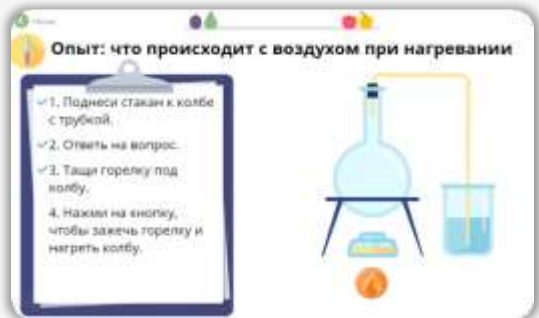 Опыт: что происходит с воздухом при нагревании
1. Поднеси стакан к колбе
с трубкой.
2. Ответь на вопрос.
3. Тащи горелку под
колбу.
4. Нажми на кнопку,
чтобы зажечь горелку и
нагреть колбу.